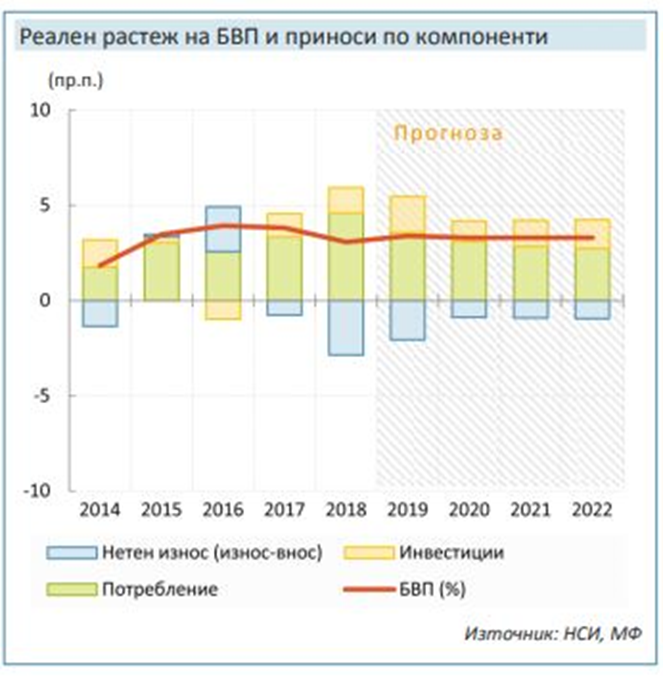 Реален растеж на БВП и приноси по компоненти
(пр.п.)
10
Прогноза
5
0
-5
-10
2014 2015 2016 2017 2018 2019 2020 2021 2022
Нетен износ (износ-внос) Инвестиции
Потребление БВП (%)
Източник: НСИ, МФ